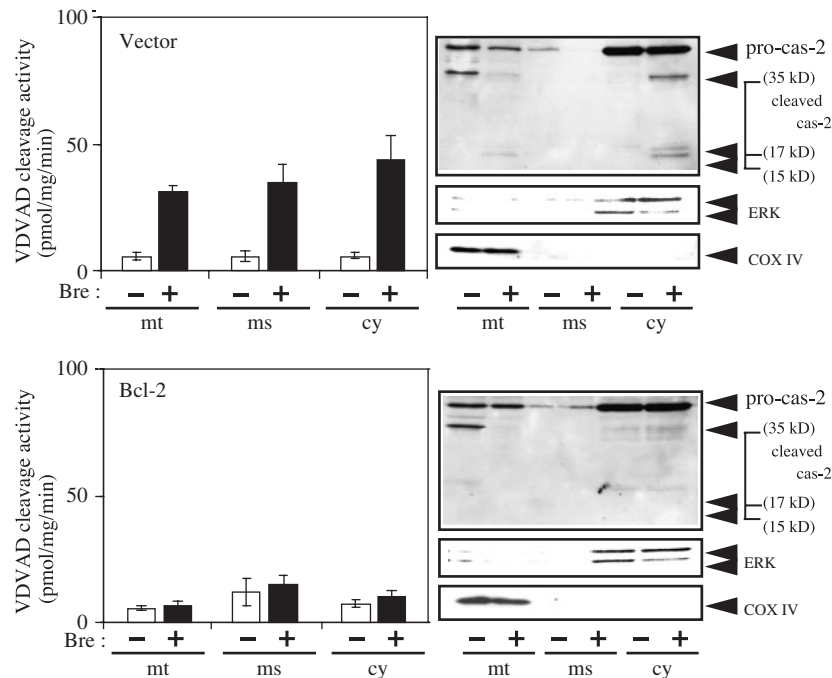 100
Vector
50
0
VDVAD cleavage activity
(pmol/mg/min)
Bre : − + − + − +
mt ms cy
pro-cas-2
(35 kD)
cleaved
cas-2
(17 kD)
(15 kD)
ERK
COX IV
− + − + − +
mt ms cy
100
Bcl-2
50
0
VDVAD cleavage activity
(pmol/mg/min)
Bre : − + − + − +
mt ms cy
pro-cas-2
(35 kD)
cleaved
cas-2
(17 kD)
(15 kD)
ERK
COX IV
− + − + − +
mt ms cy